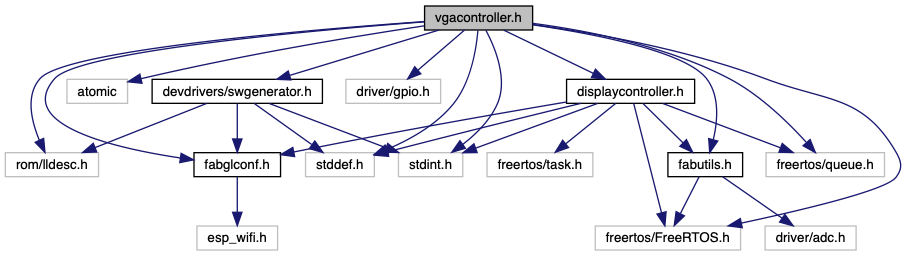 vgacontroller.h
atomic
devdrivers/swgenerator.h
driver/gpio.h
displaycontroller.h
rom/lldesc.h
fabglconf.h
stddef.h
stdint.h
freertos/task.h
fabutils.h
freertos/queue.h
esp_wifi.h
freertos/FreeRTOS.h
driver/adc.h